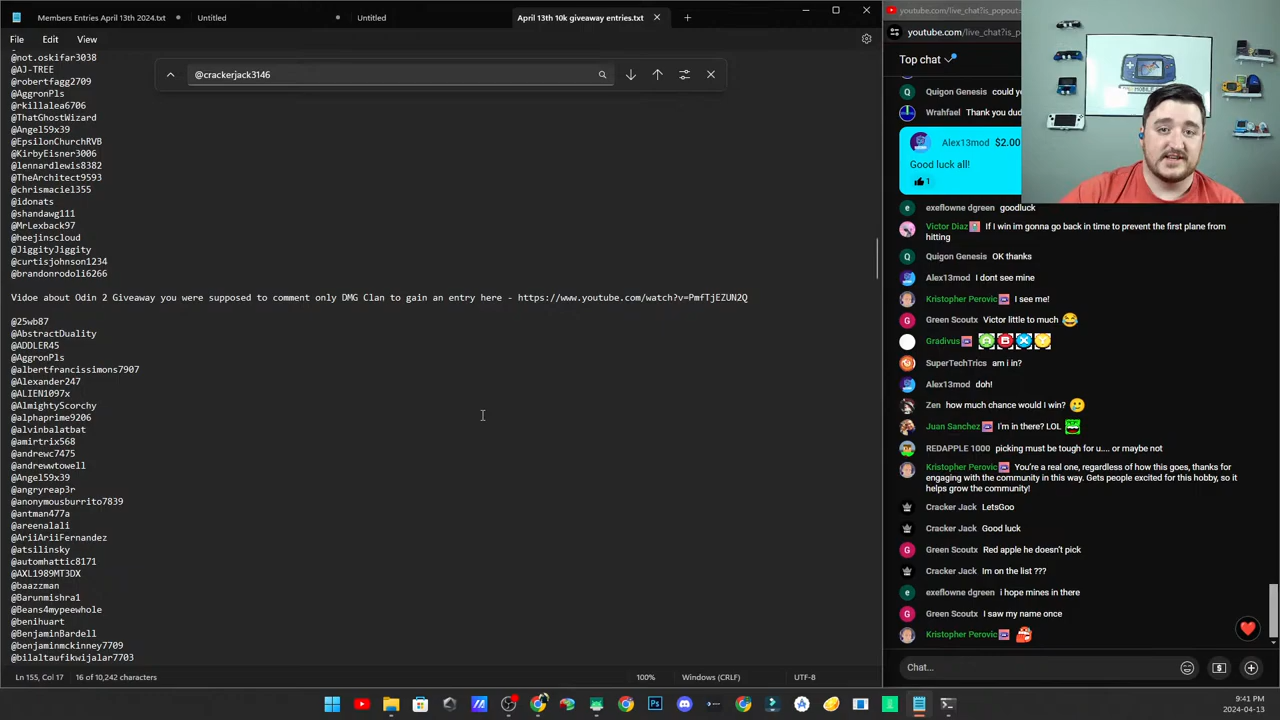 Members Entries April 13th 2024.txt
Untitled
Untitled
April 13th 10k giveaway entries.txt
File
Edit
View
@crackerjack3146
@not.oskifar3038
@AJ-TREE
@robertfagg2709
@AggronPls
@rkillalea6706
@ThatGhostWizard
@Angel59x39
@EpsilonChurchRVB
@KirbyEisner3006
@lennardlewis8382
@TheArchitect9593
@chrismaciel355
@idonats
@shandawg111
@MrLexback97
@heejinscloud
@JiggityJiggity
@curtisjohnson1234
@brandonrodoli6266
Vidoe about Odin 2 Giveaway you were supposed to comment only DMG Clan to gain an entry here - https://www.youtube.com/watch?v=PmfTjEZUN2Q
@25wb87
@AbstractDuality
@ADDLER45
@AggronPls
@albertfrancissimons7907
@Alexander247
@ALIEN1097x
@AlmightyScorchy
@alphaprime9206
@alvinbalatbat
@amirtrix568
@andrewc7475
@andrewwtowell
@Angel59x39
@angryreap3r
@anonymousburrito7839
@antman477a
@areenalali
@AriiAriiFernandez
@atsilinsky
@automhattic8171
@AXL1989MT3DX
@baazzman
@Barunmishra1
@Beans4mypeewhole
@benihuart
@BenjaminBardell
@benjaminmckinney7709
@bilaltaufikwijalar7703
Ln 155, Col 17
16 of 10,242 characters
100%
Windows (CRLF)
UTF-8
youtube.com/live_chat?is_popout=
youtube.com/live_chat?is_p
Top chat
Quigon Genesis could yo
Wrahfael Thank you dud
Alex13mod $2.00
Good luck all!
1
exeflowne dgreen goodluck
Victor Diaz If I win im gonna go back in time to prevent the first plane from
hitting
Quigon Genesis OK thanks
Alex13mod I dont see mine
Kristopher Perovic I see me!
Green Scoutx Victor little to much
Gradivus A B X Y
SuperTechTrics am i in?
Alex13mod doh!
Zen how much chance would I win?
Juan Sanchez I'm in there? LOL
REDAPPLE 1000 picking must be tough for u.... or maybe not
Kristopher Perovic You're a real one, regardless of how this goes, thanks for
engaging with the community in this way. Gets people excited for this hobby, so it
helps grow the community!
Cracker Jack LetsGoo
Cracker Jack Good luck
Green Scoutx Red apple he doesn't pick
Cracker Jack Im on the list ???
exeflowne dgreen i hope mines in there
Green Scoutx I saw my name once
Kristopher Perovic
Chat...
9:41 PM
2024-04-13